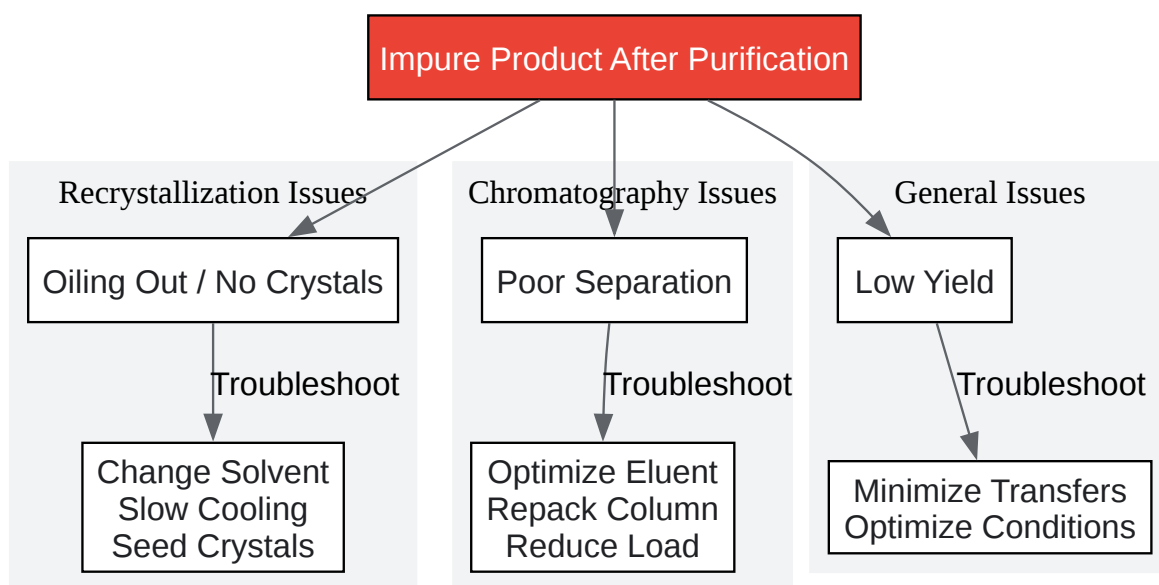 Impure Product After Purification
Recrystallization Issues
Chromatography Issues
General Issues
Oiling Out / No Crystals
Poor Separation
Low Yield
Troubleshoot
Troubleshoot
Troubleshoot
Change Solvent
Slow Cooling
Seed Crystals
Optimize Eluent
Repack Column
Reduce Load
Minimize Transfers
Optimize Conditions